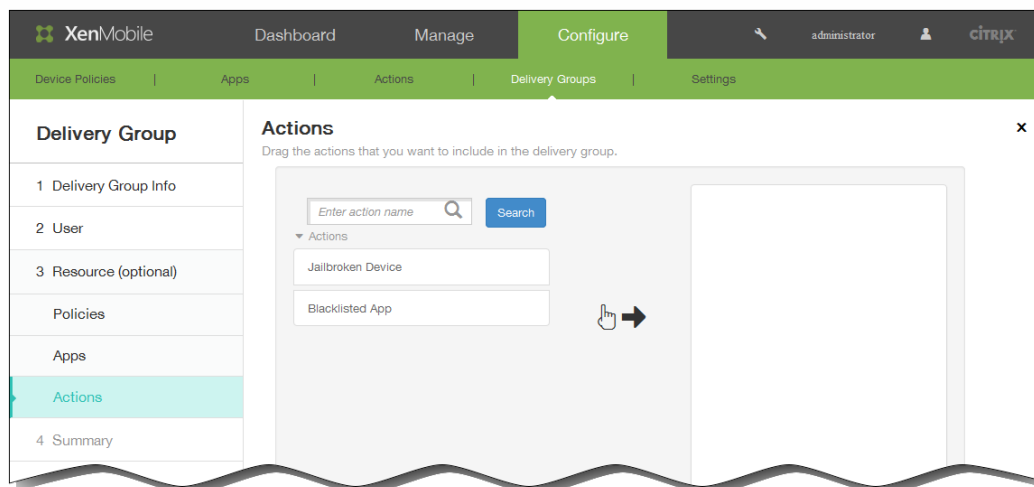 XenMobile Dashboard Manage Configure administrator CITRIX
Device Policies | Apps | Actions | Delivery Groups | Settings
Delivery Group
1 Delivery Group Info
2 User
3 Resource (optional)
Policies
Apps
Actions
4 Summary
Actions
x
Drag the actions that you want to include in the delivery group.
Enter action name Search
Actions
Jailbroken Device
Blacklisted App